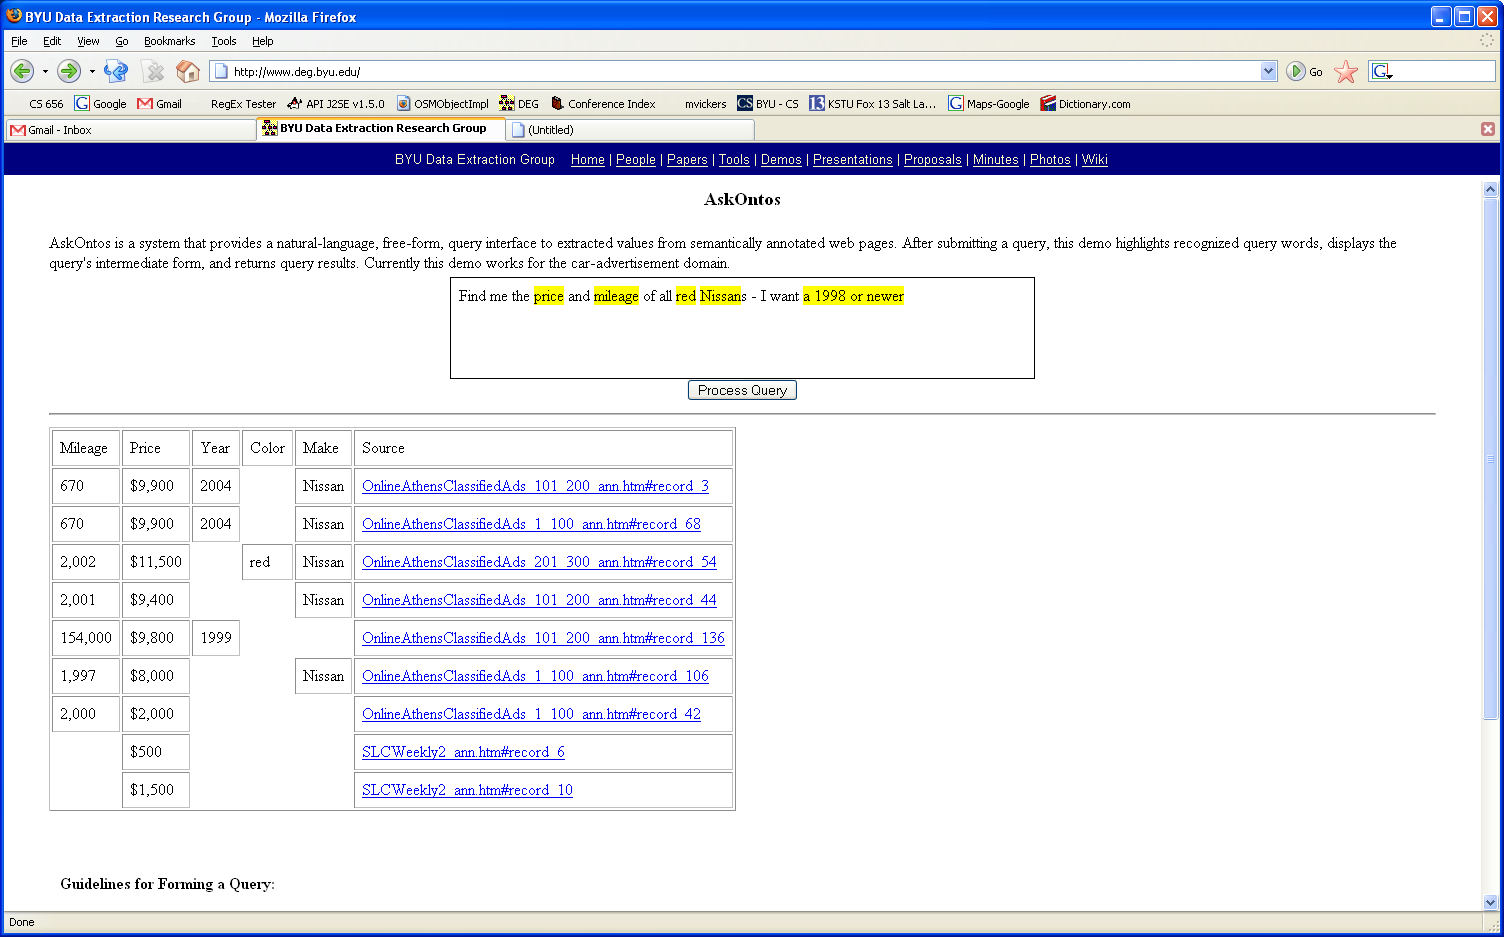 BYU Data Extraction Research Group - Mozilla Firefox
File Edit View Go Bookmarks Tools Help
http://www.deg.byu.edu/ Go
CS 656 Google Gmail RegEx Tester API J2SE v1.5.0 OSMObjectImpl DEG Conference Index mvickers CS BYU - CS 13 KSTU Fox 13 Salt La... Maps-Google Dictionary.com
Gmail - Inbox BYU Data Extraction Research Group (Untitled)
BYU Data Extraction Group Home | People | Papers | Tools | Demos | Presentations | Proposals | Minutes | Photos | Wiki
AskOntos
AskOntos is a system that provides a natural-language, free-form, query interface to extracted values from semantically annotated web pages. After submitting a query, this demo highlights recognized query words, displays the
query's intermediate form, and returns query results. Currently this demo works for the car-advertisement domain.
Find me the price and mileage of all red Nissans - I want a 1998 or newer
Process Query
Mileage Price Year Color Make Source
670 $9,900 2004 Nissan OnlineAthensClassifiedAds_101_200_ann.htm#record_3
670 $9,900 2004 Nissan OnlineAthensClassifiedAds_1_100_ann.htm#record_68
2,002 $11,500 red Nissan OnlineAthensClassifiedAds_201_300_ann.htm#record_54
2,001 $9,400 Nissan OnlineAthensClassifiedAds_101_200_ann.htm#record_44
154,000 $9,800 1999 OnlineAthensClassifiedAds_101_200_ann.htm#record_136
1,997 $8,000 Nissan OnlineAthensClassifiedAds_1_100_ann.htm#record_106
2,000 $2,000 OnlineAthensClassifiedAds_1_100_ann.htm#record_42
$500 SLCWeekly2_ann.htm#record_6
$1,500 SLCWeekly2_ann.htm#record_10
Guidelines for Forming a Query:
Done